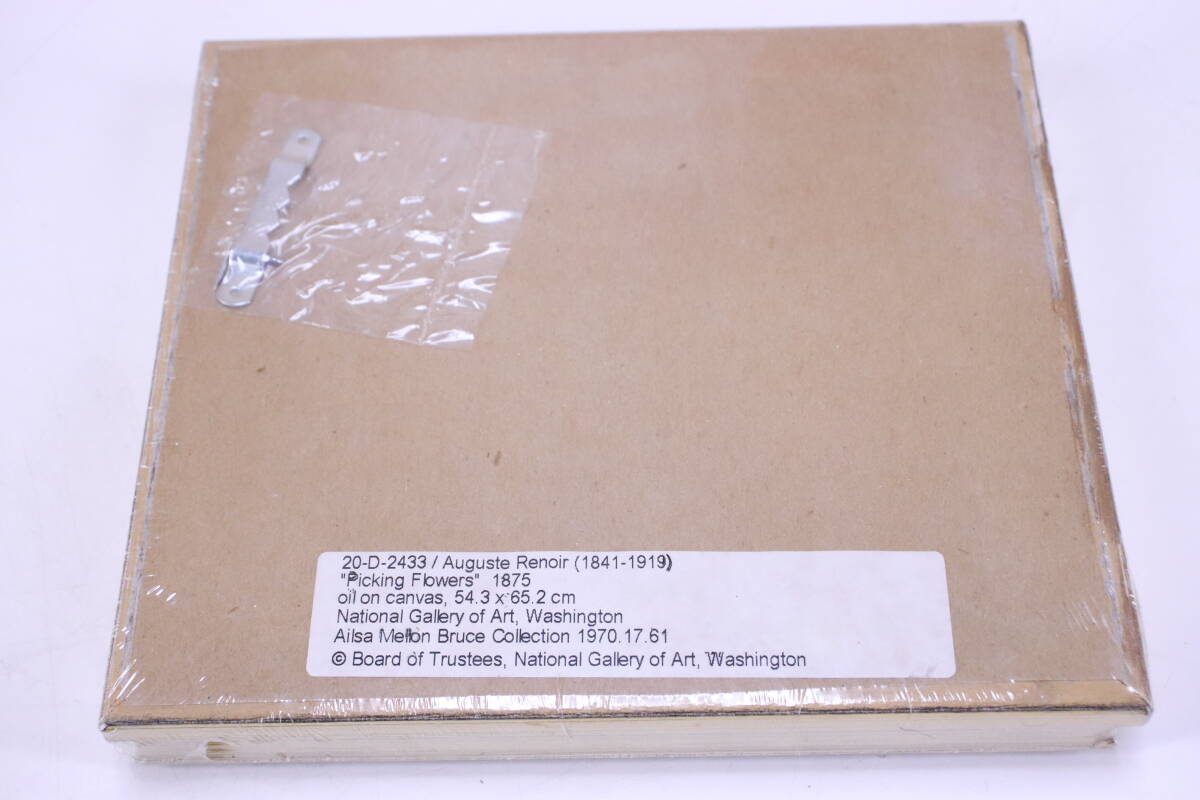 20-D-2433 / Auguste Renoir (1841-1919)
"Picking Flowers" 1875
oil on canvas, 54.3 x 65.2 cm
National Gallery of Art, Washington
Ailsa Mellon Bruce Collection 1970.17.61
© Board of Trustees, National Gallery of Art, Washington